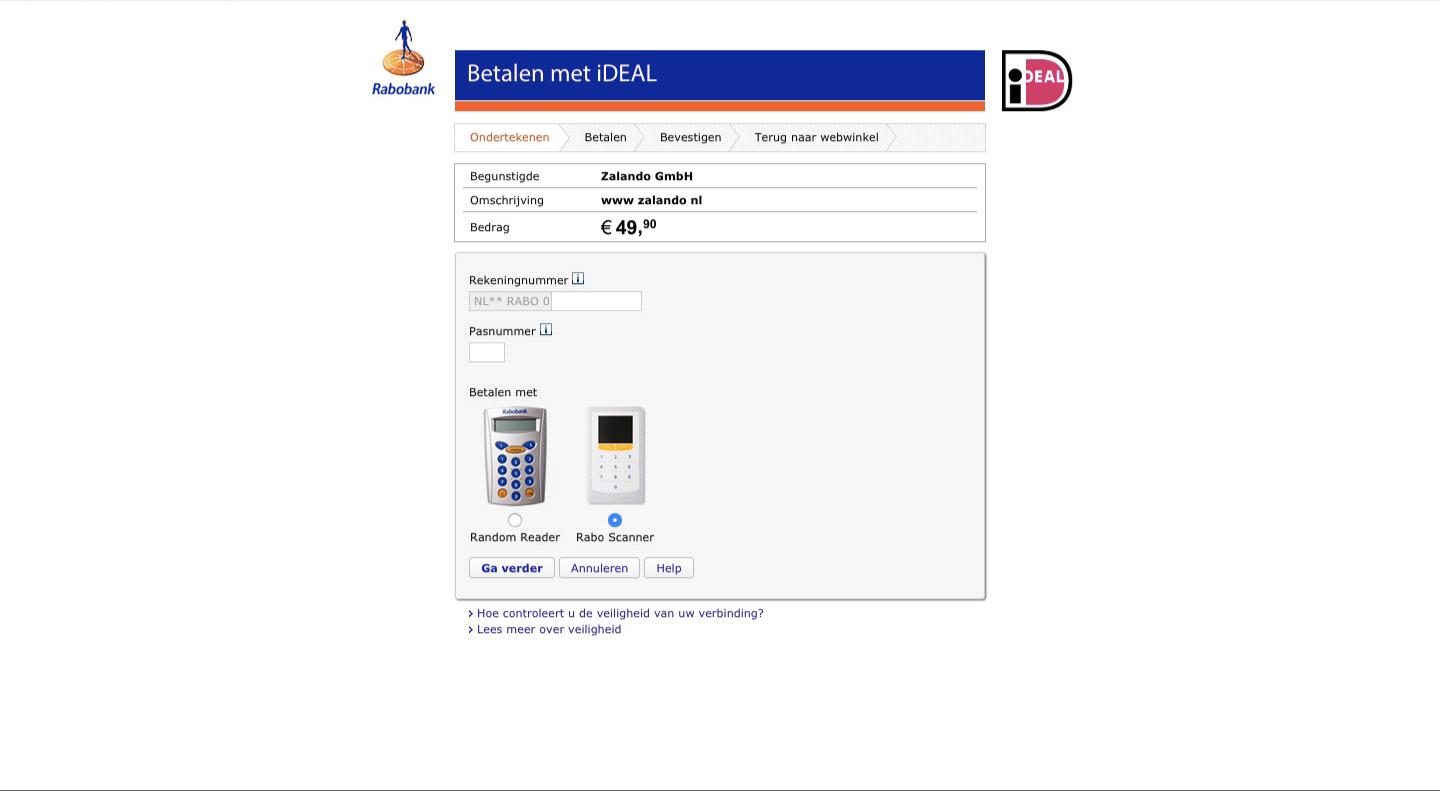 Rabobank
Betalen met iDEAL
iDEAL
Ondertekenen Betalen Bevestigen Terug naar webwinkel
Begunstigde Zalando GmbH
Omschrijving www zalando nl
Bedrag € 49,90
Rekeningnummer i
NL** RABO 0
Pasnummer i
Betalen met
Rabobank
Random Reader Rabo Scanner
Ga verder Annuleren Help
Hoe controleert u de veiligheid van uw verbinding?
Lees meer over veiligheid